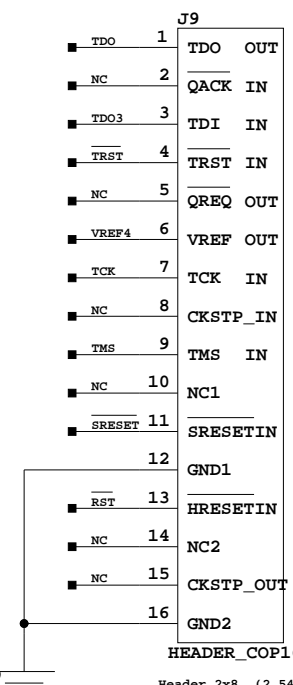 J9
TDO 1 TDO OUT
NC 2 QACK IN
TDO3 3 TDI IN
TRST 4 TRST IN
NC 5 QREQ OUT
VREF4 6 VREF OUT
TCK 7 TCK IN
NC 8 CKSTP_IN
TMS 9 TMS IN
NC 10 NC1
SRESET 11 SRESETIN
12 GND1
RST 13 HRESETIN
NC 14 NC2
NC 15 CKSTP_OUT
16 GND2
HEADER_COP1
Header 2x8 (2.54